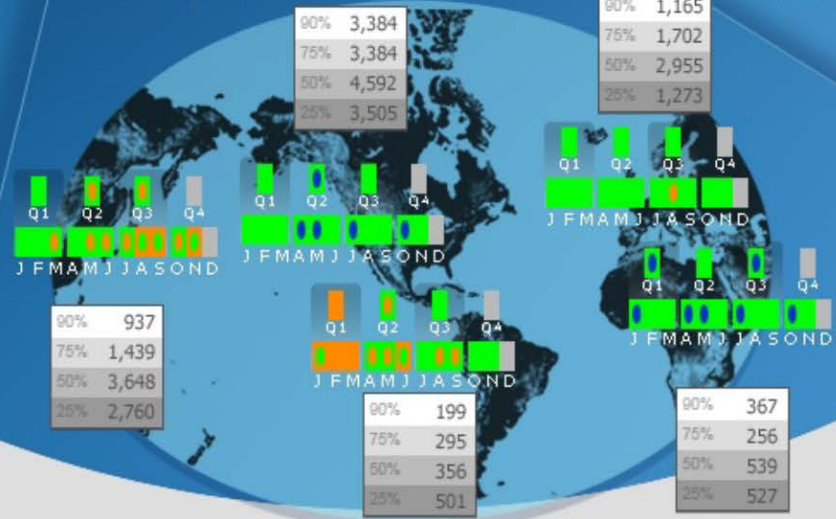 90% 3,384
75% 3,384
50% 4,592
25% 3,505
90% 1,165
75% 1,702
50% 2,955
25% 1,273
Q1 Q2 Q3 Q4
J F M A M J J A S O N D
Q1 Q2 Q3 Q4
J F M A M J J A S O N D
Q1 Q2 Q3 Q4
J F M A M J J A S O N D
Q1 Q2 Q3 Q4
J F M A M J J A S O N D
Q1 Q2 Q3 Q4
J F M A M J J A S O N D
90% 937
75% 1,439
50% 3,648
25% 2,760
90% 199
75% 295
50% 356
25% 501
90% 367
75% 256
50% 539
25% 527